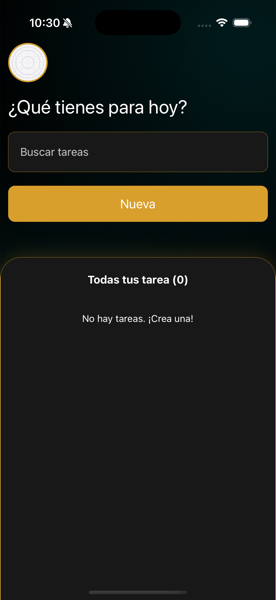 10:30
¿Qué tienes para hoy?
Buscar tareas
Nueva
Todas tus tarea (0)
No hay tareas. ¡Crea una!